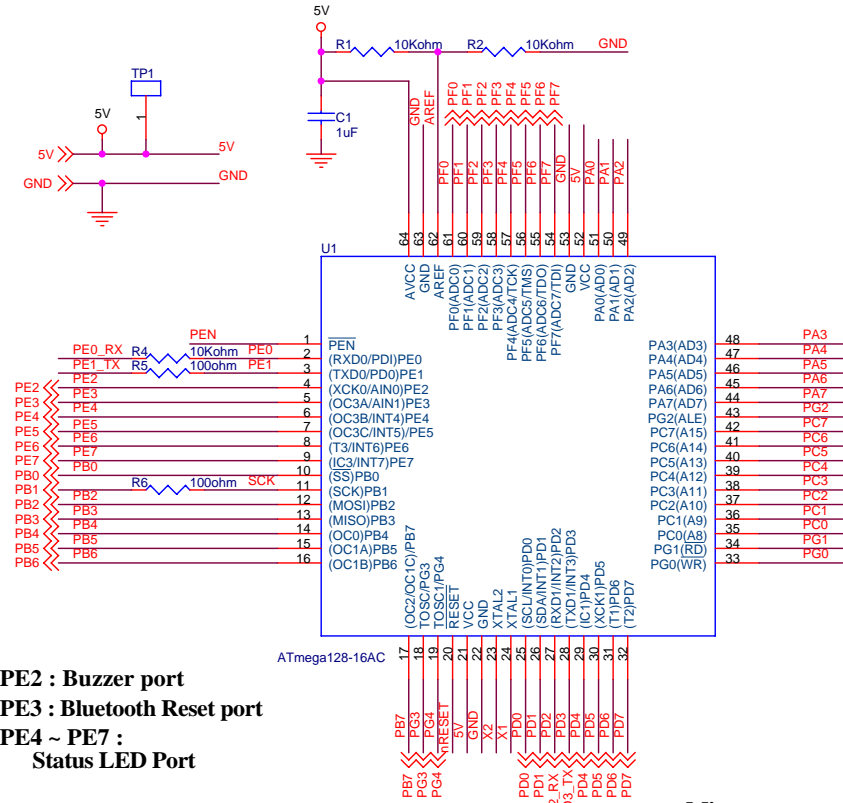 5V
R1
10Kohm
R2
10Kohm
GND
TP1
1
5V
5V
5V
GND
GND
C1
1uF
GND
AREF
PF0
PF1
PF2
PF3
PF4
PF5
PF6
PF7
PF0
PF1
PF2
PF3
PF4
PF5
PF6
PF7
GND
5V
PA0
PA1
PA2
64
63
62
61
60
59
58
57
56
55
54
53
52
51
50
49
U1
AVCC
GND
AREF
PF0(ADC0)
PF1(ADC1)
PF2(ADC2)
PF3(ADC3)
PF4(ADC4/TCK)
PF5(ADC5/TMS)
PF6(ADC6/TDO)
PF7(ADC7/TDI)
GND
VCC
PA0(AD0)
PA1(AD1)
PA2(AD2)
PEN 1 PEN
PE0_RX R4 10Kohm PE0 2 (RXD0/PDI)PE0
PE1_TX R5 100ohm PE1 3 (TXD0/PD0)PE1
PE2 PE2 4 (XCK0/AIN0)PE2
PE3 PE3 5 (OC3A/AIN1)PE3
PE4 PE4 6 (OC3B/INT4)PE4
PE5 PE5 7 (OC3C/INT5)/PE5
PE6 PE6 8 (T3/INT6)PE6
PE7 PE7 9 (IC3/INT7)PE7
PB0 PB0 10 (SS)PB0
PB1 R6 100ohm SCK 11 (SCK)PB1
PB2 PB2 12 (MOSI)PB2
PB3 PB3 13 (MISO)PB3
PB4 PB4 14 (OC0)PB4
PB5 PB5 15 (OC1A)PB5
PB6 PB6 16 (OC1B)PB6
PA3(AD3) 48 PA3
PA4(AD4) 47 PA4
PA5(AD5) 46 PA5
PA6(AD6) 45 PA6
PA7(AD7) 44 PA7
PG2(ALE) 43 PG2
PC7(A15) 42 PC7
PC6(A14) 41 PC6
PC5(A13) 40 PC5
PC4(A12) 39 PC4
PC3(A11) 38 PC3
PC2(A10) 37 PC2
PC1(A9) 36 PC1
PC0(A8) 35 PC0
PG1(RD) 34 PG1
PG0(WR) 33 PG0
(OC2/OC1C)/PB7
TOSC/PG3
TOSC1/PG4
RESET
VCC
GND
XTAL2
XTAL1
(SCL/INT0)PD0
(SDA/INT1)PD1
(RXD1/INT2)PD2
(TXD1/INT3)PD3
(IC1)PD4
(XCK1)PD5
(T1)PD6
(T2)PD7
ATmega128-16AC
17
18
19
20
21
22
23
24
25
26
27
28
29
30
31
32
PB7
PG3
PG4
nRESET
5V
GND
X2
X1
PD0
PD1
PD2
PD3
PD4
PD5
PD6
PD7
PB7
PG3
PG4
PD0
PD1
PD4
PD5
PD6
PD7
PE2 : Buzzer port
PE3 : Bluetooth Reset port
PE4 ~ PE7 :
Status LED Port